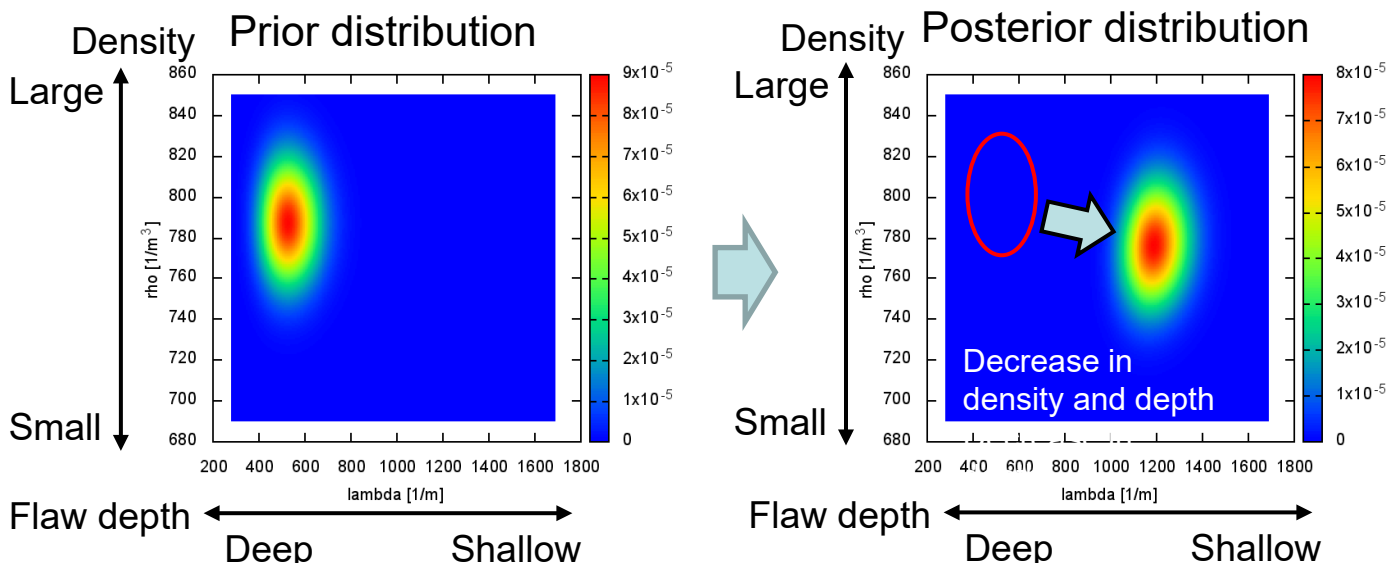 Density
Prior distribution
Large
Small
860
840
820
800
780
760
740
720
700
680
rho [1/m³]
200 400 600 800 1000 1200 1400 1600 1800
lambda [1/m]
9x10⁻⁵
8x10⁻⁵
7x10⁻⁵
6x10⁻⁵
5x10⁻⁵
4x10⁻⁵
3x10⁻⁵
2x10⁻⁵
1x10⁻⁵
0
Flaw depth
Deep Shallow
Density
Posterior distribution
Large
Small
860
840
820
800
780
760
740
720
700
680
rho [1/m³]
Decrease in
density and depth
200 400 600 800 1000 1200 1400 1600 1800
lambda [1/m]
8x10⁻⁵
7x10⁻⁵
6x10⁻⁵
5x10⁻⁵
4x10⁻⁵
3x10⁻⁵
2x10⁻⁵
1x10⁻⁵
0
Flaw depth
Deep Shallow